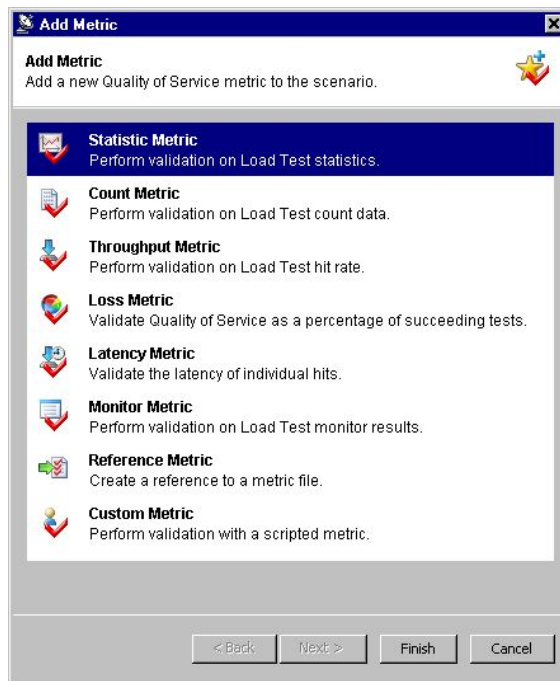 Add Metric
Add Metric
Add a new Quality of Service metric to the scenario.
Statistic Metric
Perform validation on Load Test statistics.
Count Metric
Perform validation on Load Test count data.
Throughput Metric
Perform validation on Load Test hit rate.
Loss Metric
Validate Quality of Service as a percentage of succeeding tests.
Latency Metric
Validate the latency of individual hits.
Monitor Metric
Perform validation on Load Test monitor results.
Reference Metric
Create a reference to a metric file.
Custom Metric
Perform validation with a scripted metric.
< Back Next > Finish Cancel